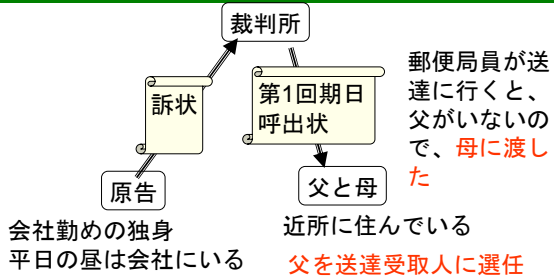 裁判所
訴状
第1回期日
呼出状
郵便局員が送
達に行くと、
父がいないの
で、母に渡し
た
原告
父と母
会社勤めの独身
平日の昼は会社にいる
近所に住んでいる
父を送達受取人に選任